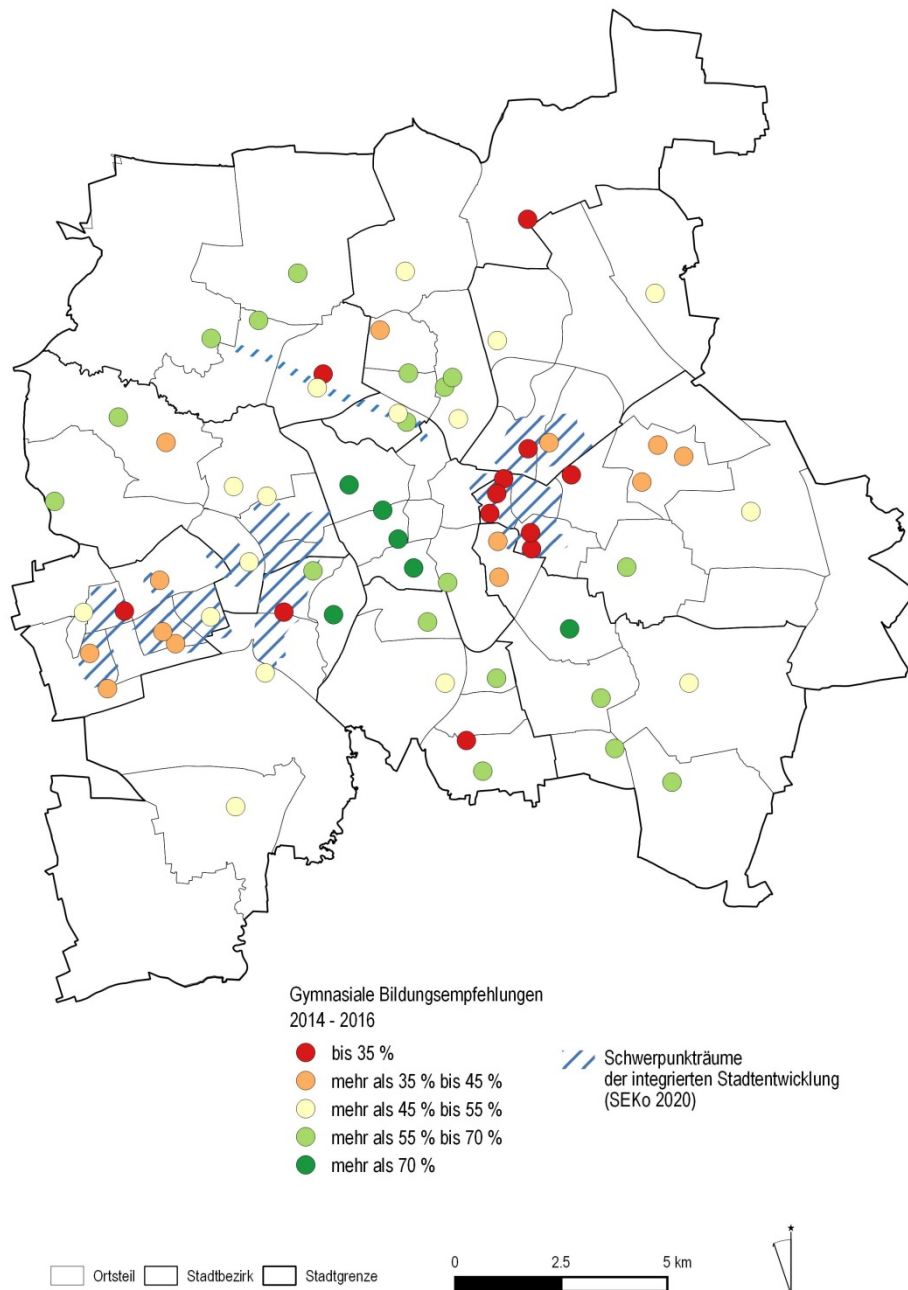 Gymnasiale Bildungsempfehlungen
2014 - 2016
bis 35 %
mehr als 35 % bis 45 %
mehr als 45 % bis 55 %
mehr als 55 % bis 70 %
mehr als 70 %
Schwerpunkträume
der integrierten Stadtentwicklung
(SEKo 2020)
Ortsteil Stadtbezirk Stadtgrenze
0 2.5 5 km